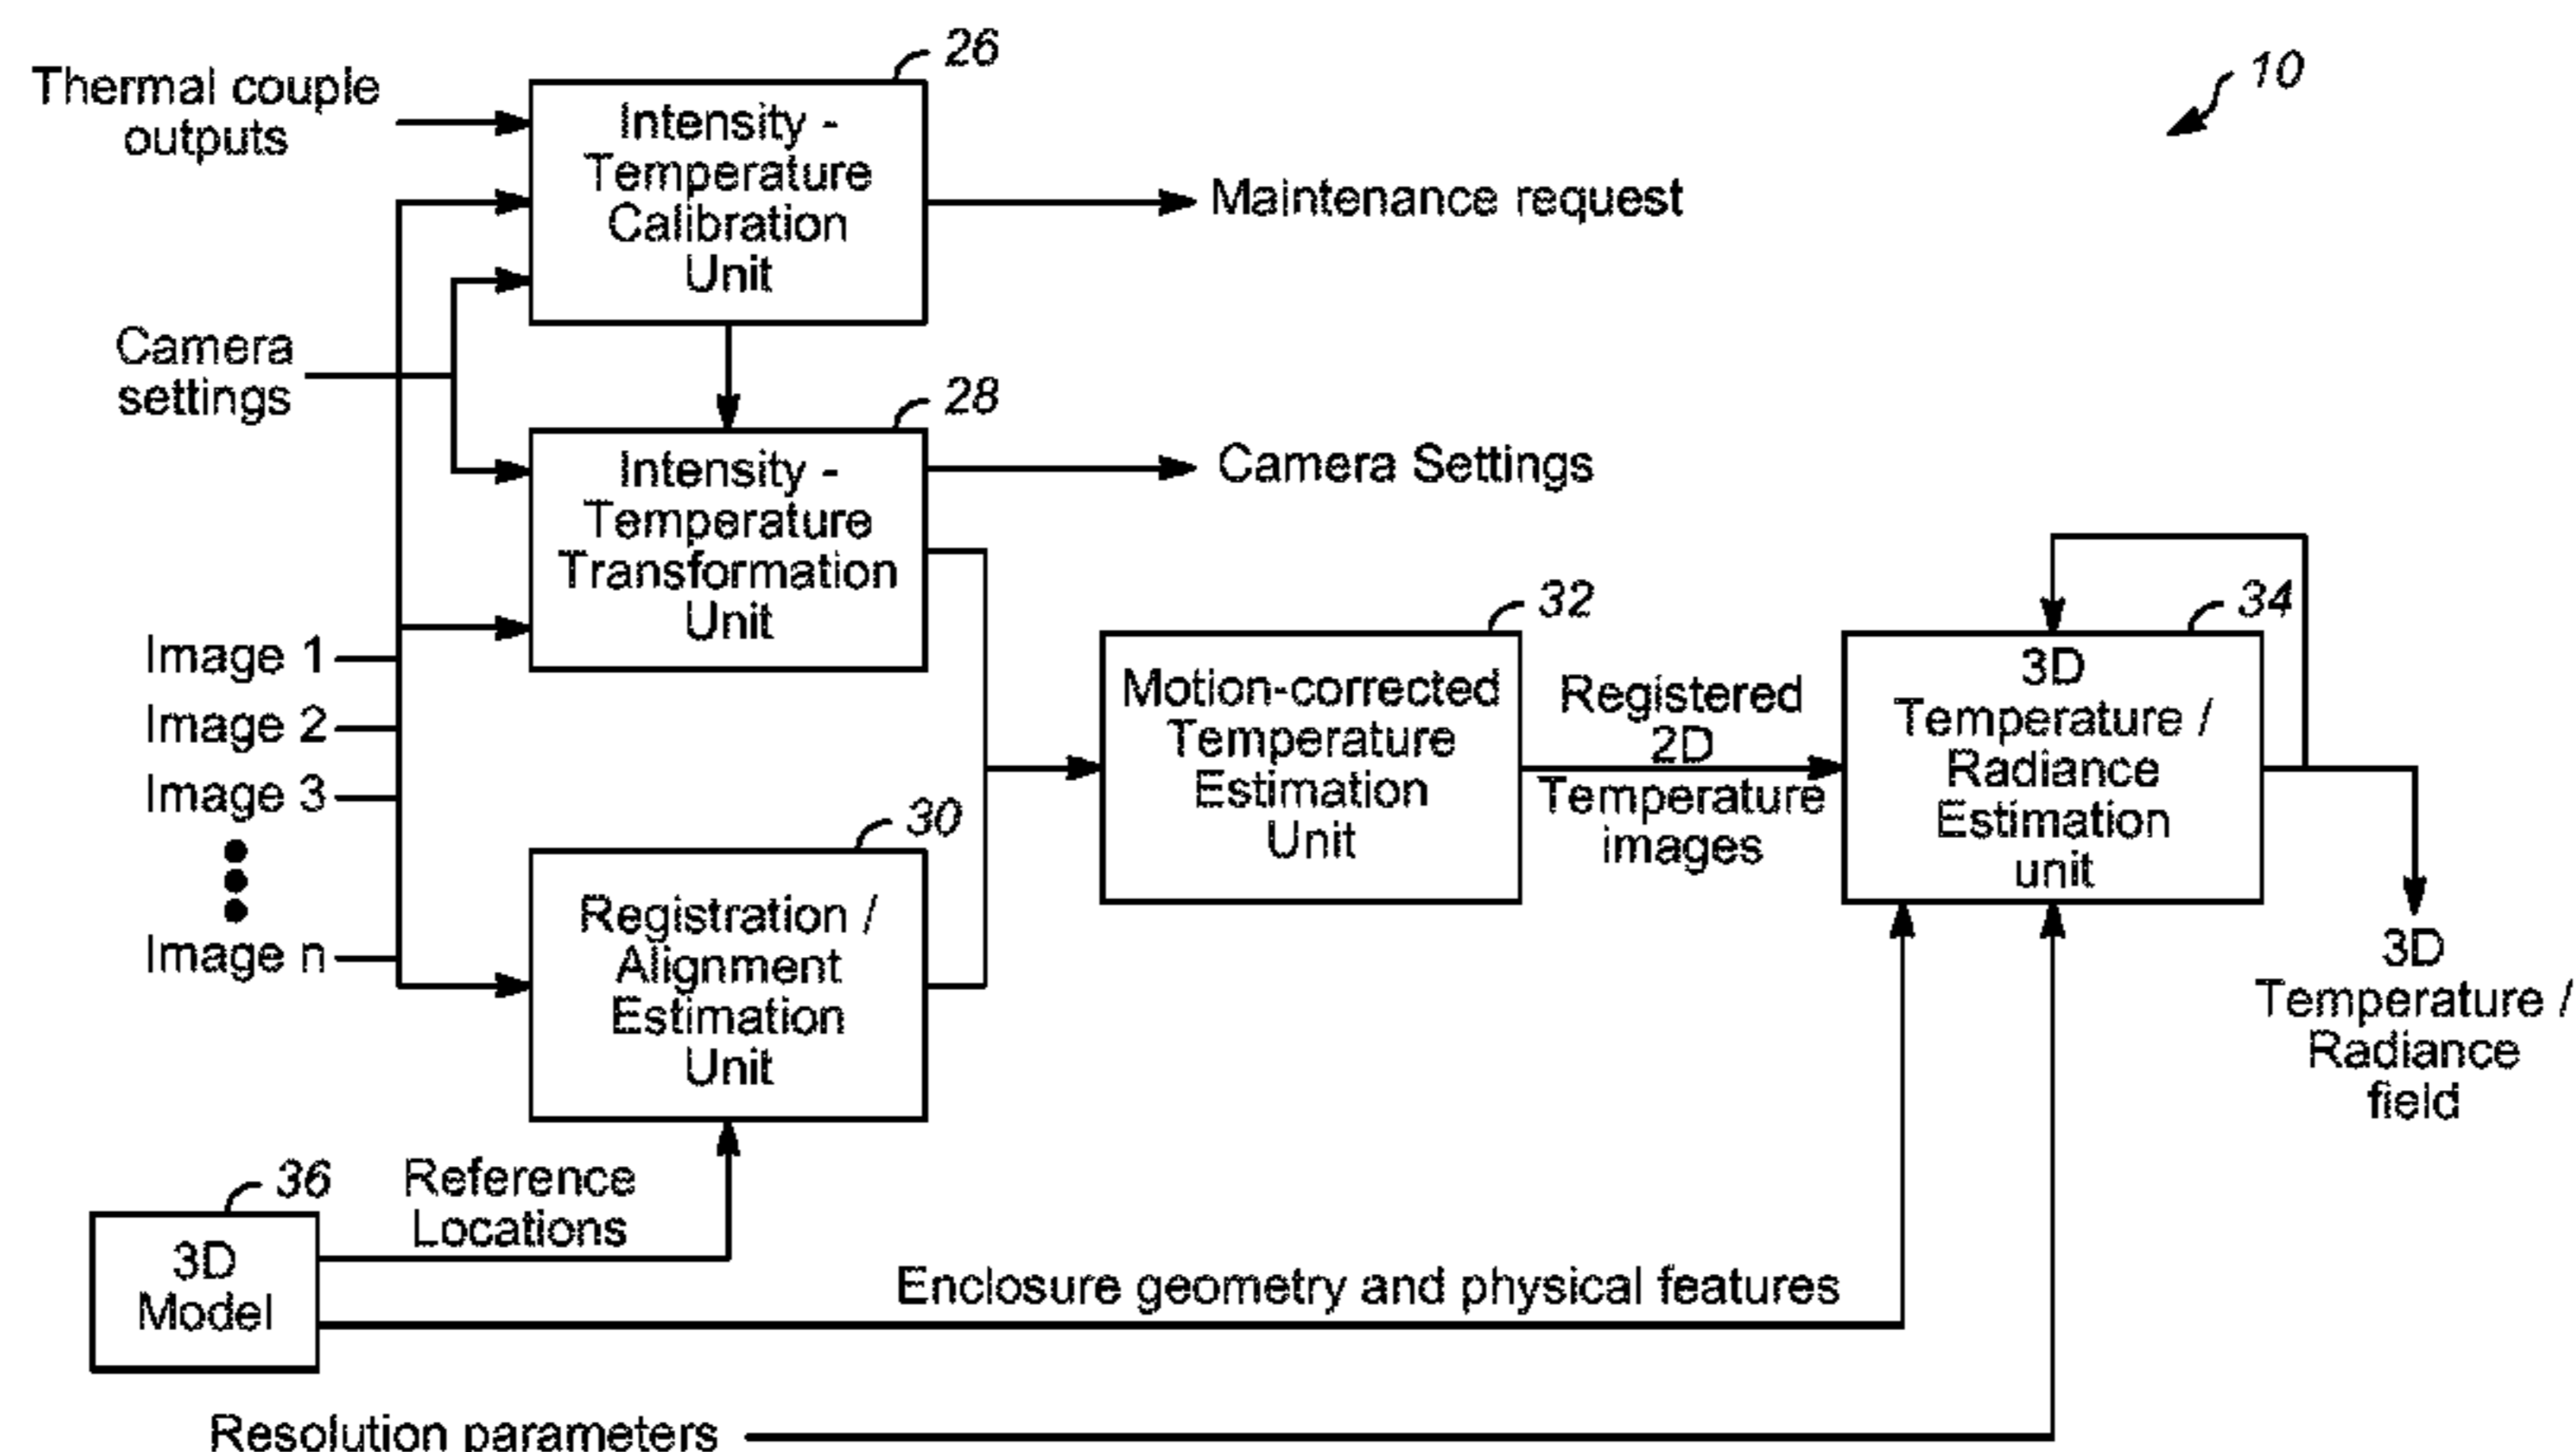 26
10
Thermal couple
outputs
Intensity -
Temperature
Calibration
Unit
Maintenance request
Camera
settings
28
Intensity -
Temperature
Transformation
Unit
Camera Settings
Image 1
Image 2
Image 3
Image n
30
Registration /
Alignment
Estimation
Unit
32
Motion-corrected
Temperature
Estimation
Unit
Registered
2D
Temperature
images
34
3D
Temperature /
Radiance
Estimation
unit
3D
Temperature /
Radiance
field
36
3D
Model
Reference
Locations
Enclosure geometry and physical features
Resolution parameters